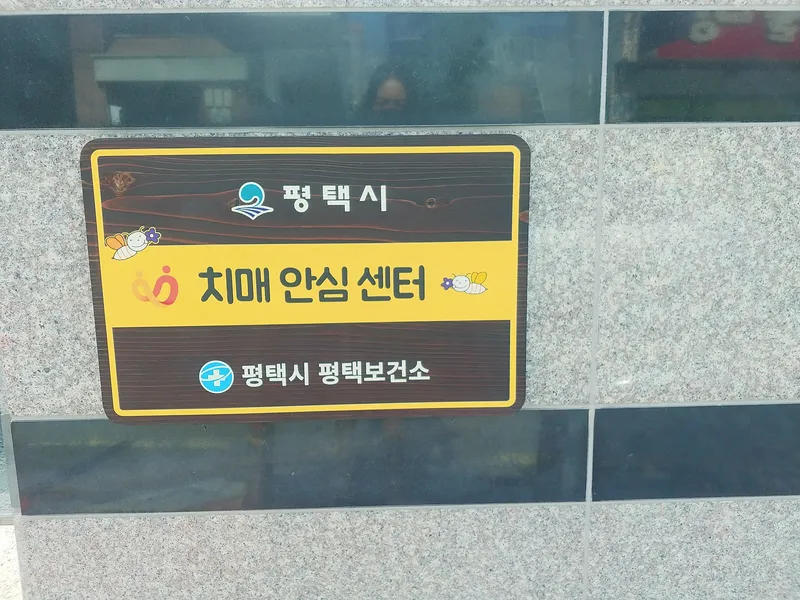 평택시
치매 안심 센터
평택시 평택보건소